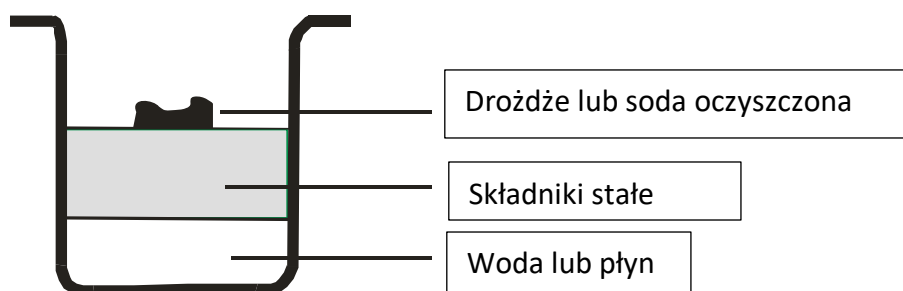 Drożdże lub soda oczyszczona
Składniki stałe
Woda lub płyn